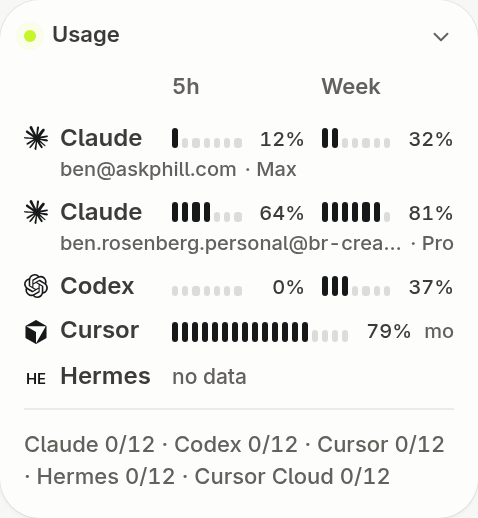 Usage
5h Week
Claude 12% 32%
ben@askphill.com · Max
Claude 64% 81%
ben.rosenberg.personal@br-crea... · Pro
Codex 0% 37%
Cursor 79% mo
HE Hermes no data
Claude 0/12 · Codex 0/12 · Cursor 0/12
· Hermes 0/12 · Cursor Cloud 0/12